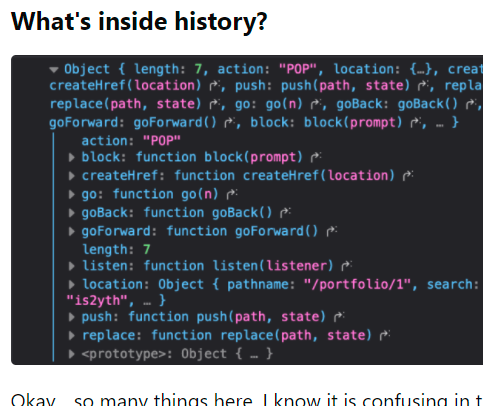 What's inside history?
▼ Object { length: 7, action: "POP", location: {…}, creat
createHref(location), push: push(path, state), repla
replace(path, state), go: go(n), goBack: goBack(),
goForward: goForward(), block: block(prompt), … }
action: "POP"
▶ block: function block(prompt)
▶ createHref: function createHref(location)
▶ go: function go(n)
▶ goBack: function goBack()
▶ goForward: function goForward()
length: 7
▶ listen: function listen(listener)
▶ location: Object { pathname: "/portfolio/1", search:
"is2yth", … }
▶ push: function push(path, state)
▶ replace: function replace(path, state)
▶ <prototype>: Object { … }
Okay... so many things here. I know it is confusing in t